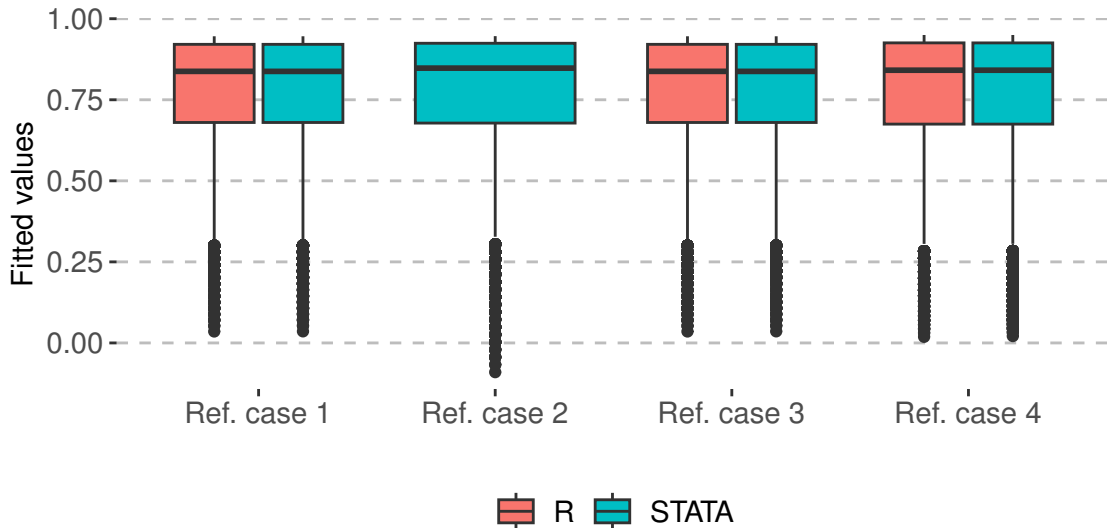 Fitted values
1.00
0.75
0.50
0.25
0.00
Ref. case 1 Ref. case 2 Ref. case 3 Ref. case 4
R STATA